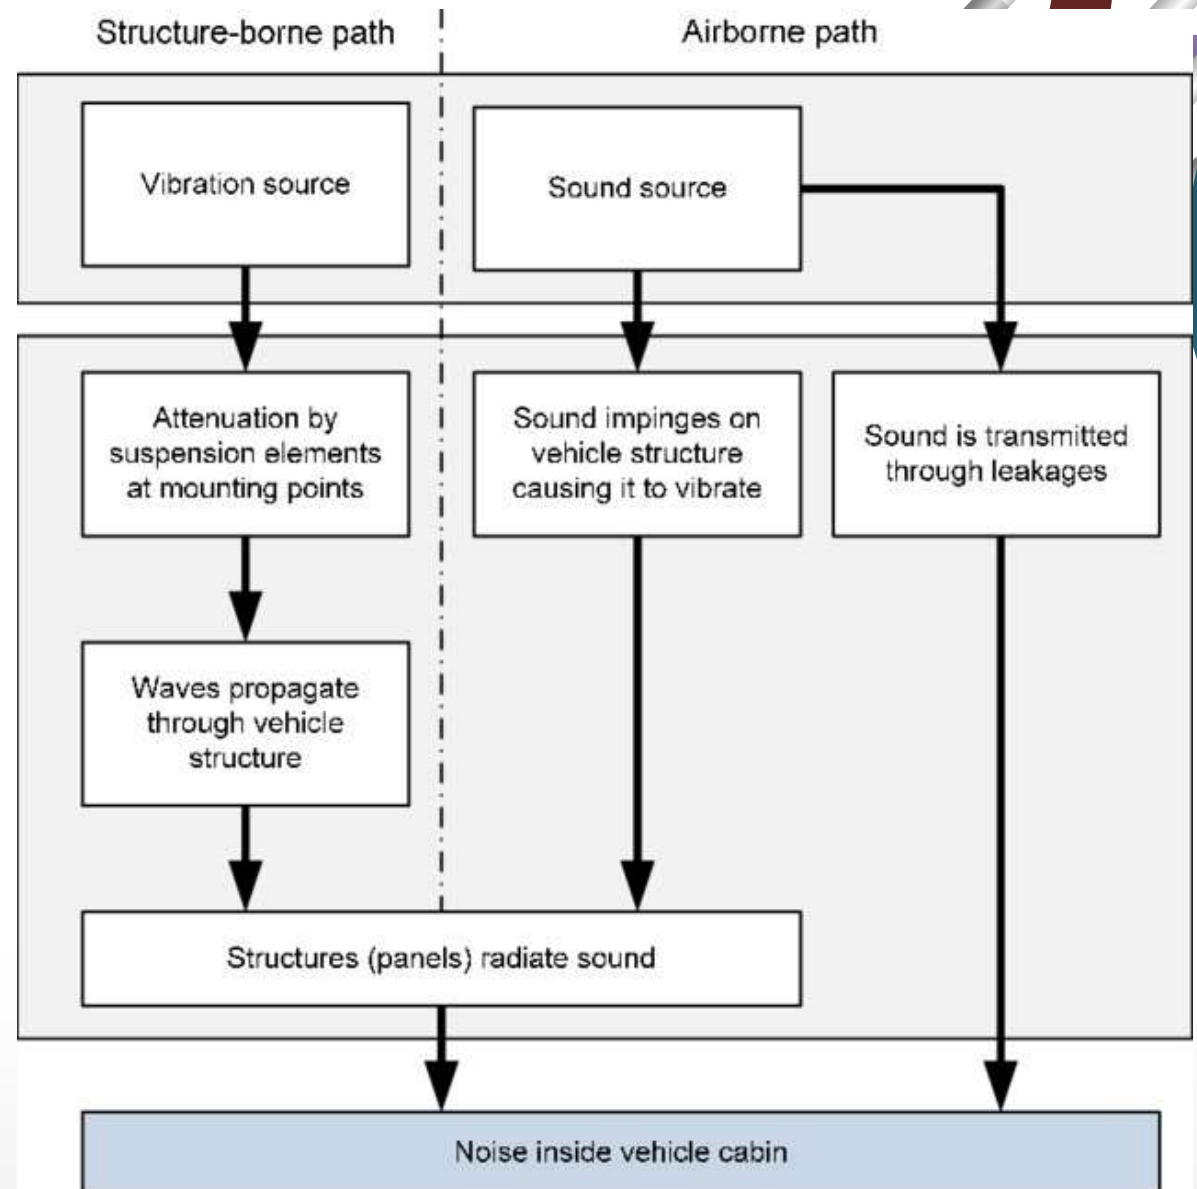 Structure-borne path
Airborne path
Vibration source
Sound source
Attenuation by
suspension elements
at mounting points
Sound impinges on
vehicle structure
causing it to vibrate
Sound is transmitted
through leakages
Waves propagate
through vehicle
structure
Structures (panels) radiate sound
Noise inside vehicle cabin